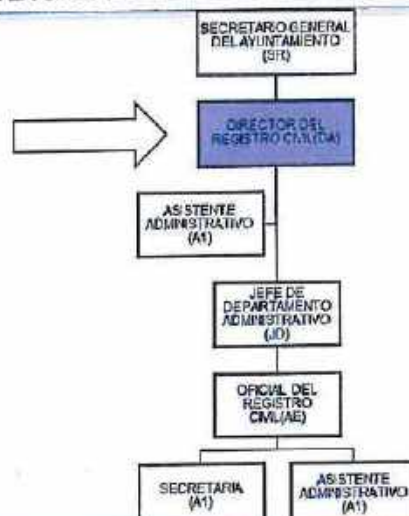 SECRETARIO GENERAL
DEL AYUNTAMIENTO
(SR)
DIRECTOR DEL
REGISTRO CIVIL(DA)
ASISTENTE
ADMINISTRATIVO
(A1)
JEFE DE
DEPARTAMENTO
ADMINISTRATIVO
(JD)
OFICIAL DEL
REGISTRO
CIVIL(AE)
SECRETARIA
(A1)
ASISTENTE
ADMINISTRATIVO
(A1)